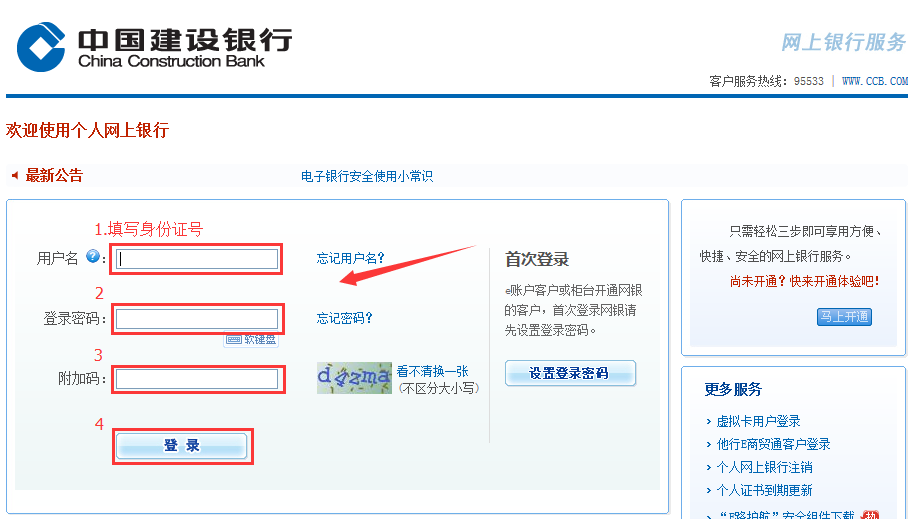 中国建设银行
China Construction Bank
网上银行服务
客户服务热线：95533 | WWW.CCB.COM
欢迎使用个人网上银行
最新公告
电子银行安全使用小常识
1.填写身份证号
用户名 ?：
忘记用户名?
2
登录密码：
忘记密码?
软键盘
3
附加码：
看不清换一张
(不区分大小写)
4
登 录
首次登录
e账户客户或柜台开通网银
的客户，首次登录网银请
先设置登录密码。
设置登录密码
只需轻松三步即可享用方便、
快捷、安全的网上银行服务。
尚未开通？快来开通体验吧！
马上开通
更多服务
› 虚拟卡用户登录
› 他行E商贸通客户登录
› 个人网上银行注销
› 个人证书到期更新
› “E路护航”安全组件下载 热